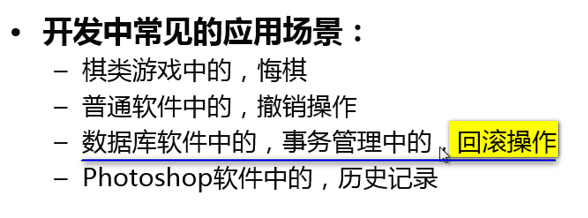 • 开发中常见的应用场景：
– 棋类游戏中的，悔棋
– 普通软件中的，撤销操作
– 数据库软件中的，事务管理中的，回滚操作
– Photoshop软件中的，历史记录